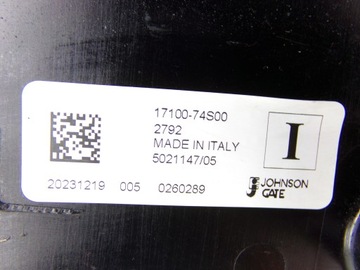 17100-74S00
2792
MADE IN ITALY
5021147/05
I
20231219 005 0260289
JOHNSON
GATE